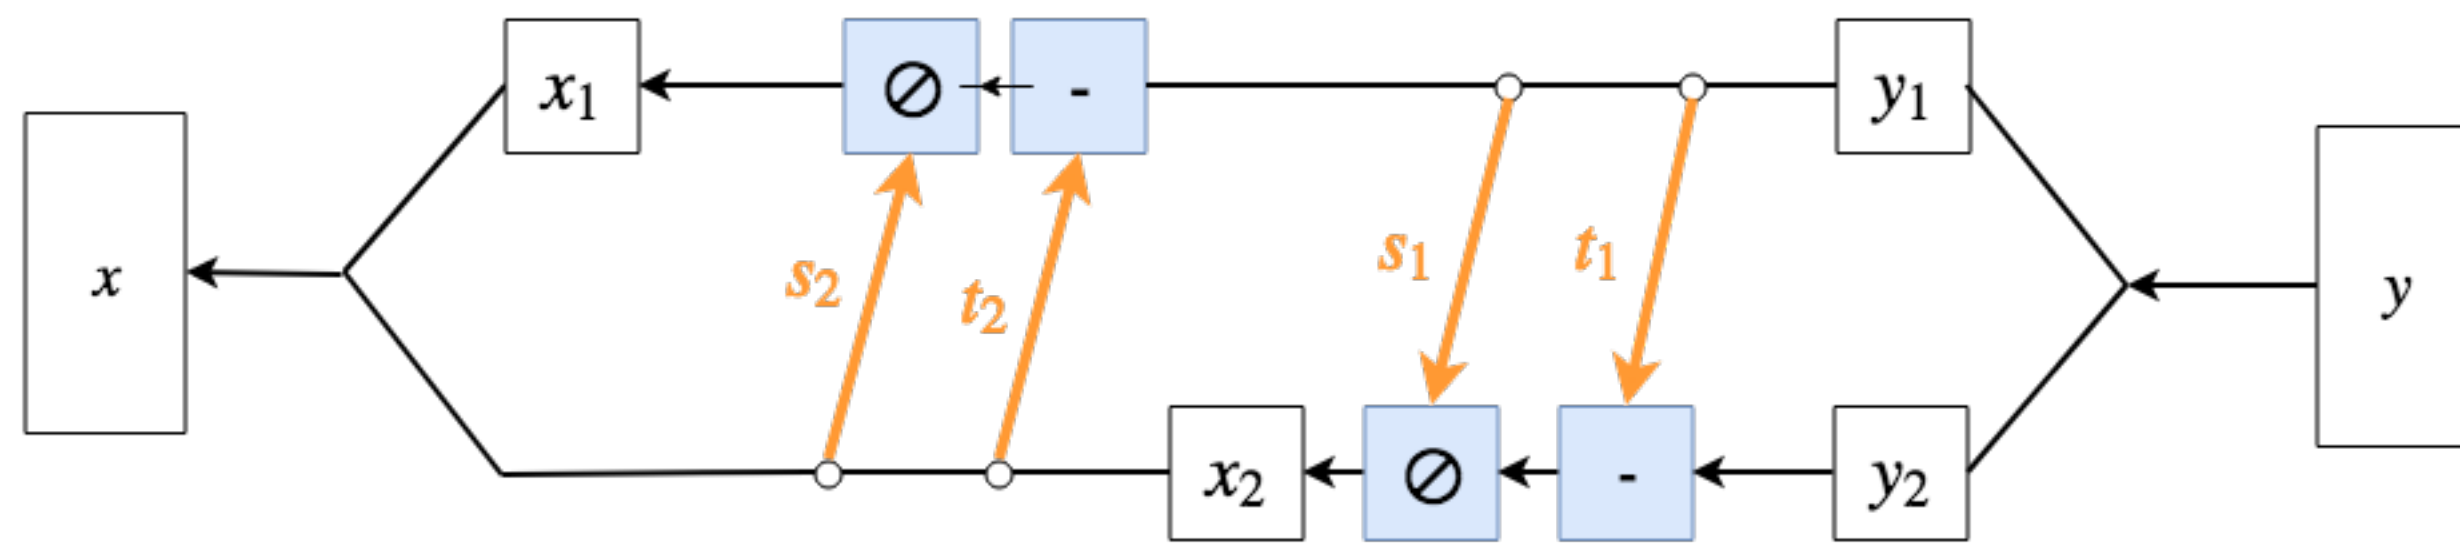 x₁ ⊘ - y₁
x s₂ t₂ s₁ t₁ y
x₂ ⊘ - y₂